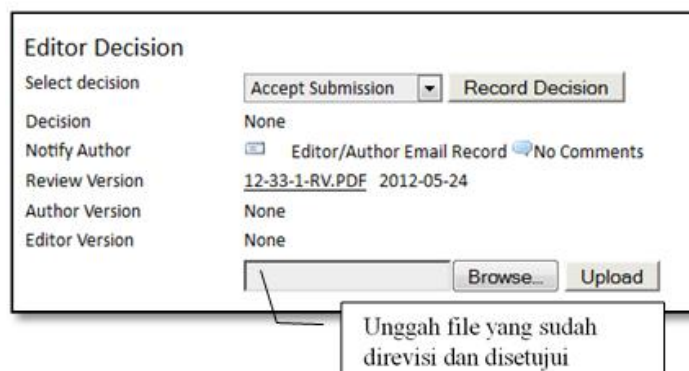 Editor Decision
Select decision Accept Submission Record Decision
Decision None
Notify Author Editor/Author Email Record No Comments
Review Version 12-33-1-RV.PDF 2012-05-24
Author Version None
Editor Version None
Browse... Upload
Unggah file yang sudah
direvisi dan disetujui